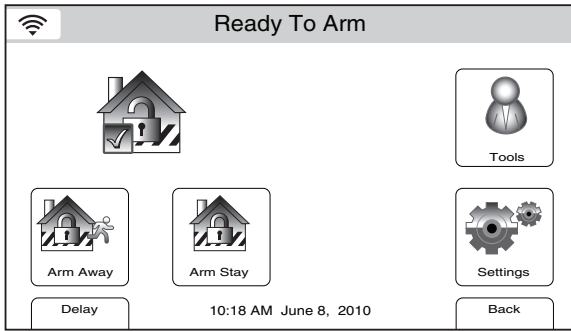 Ready To Arm
Tools
Arm Away
Arm Stay
Settings
Delay
10:18 AM June 8, 2010
Back